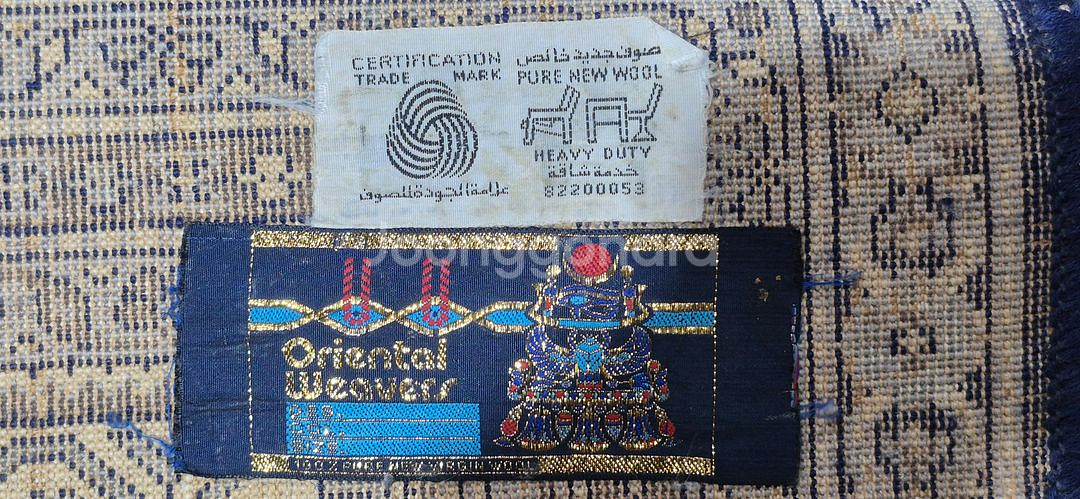 CERTIFICATION
TRADE MARK
علامة الجودة للصوف
صوف جديد خالص
PURE NEW WOOL
HEAVY DUTY
خدمة شاقة
82200053
Joonggonara
Oriental
Weavers
100% PURE NEW VIRGIN WOOL